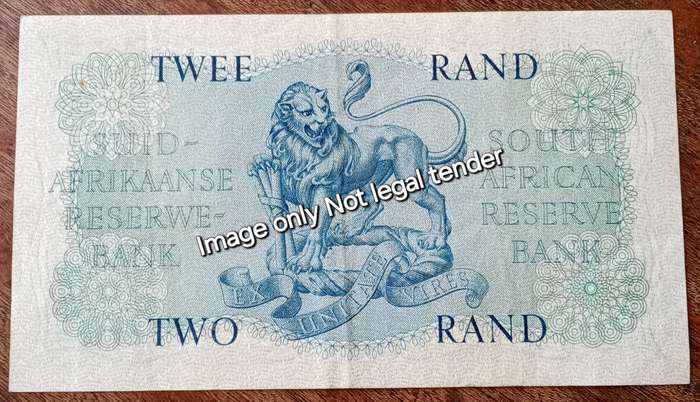 TWEE RAND
SUID-
AFRIKAANSE
RESERWE-
BANK
SOUTH
AFRICAN
RESERVE
BANK
Image only Not legal tender
EX UNITATE VIRES
TWO RAND